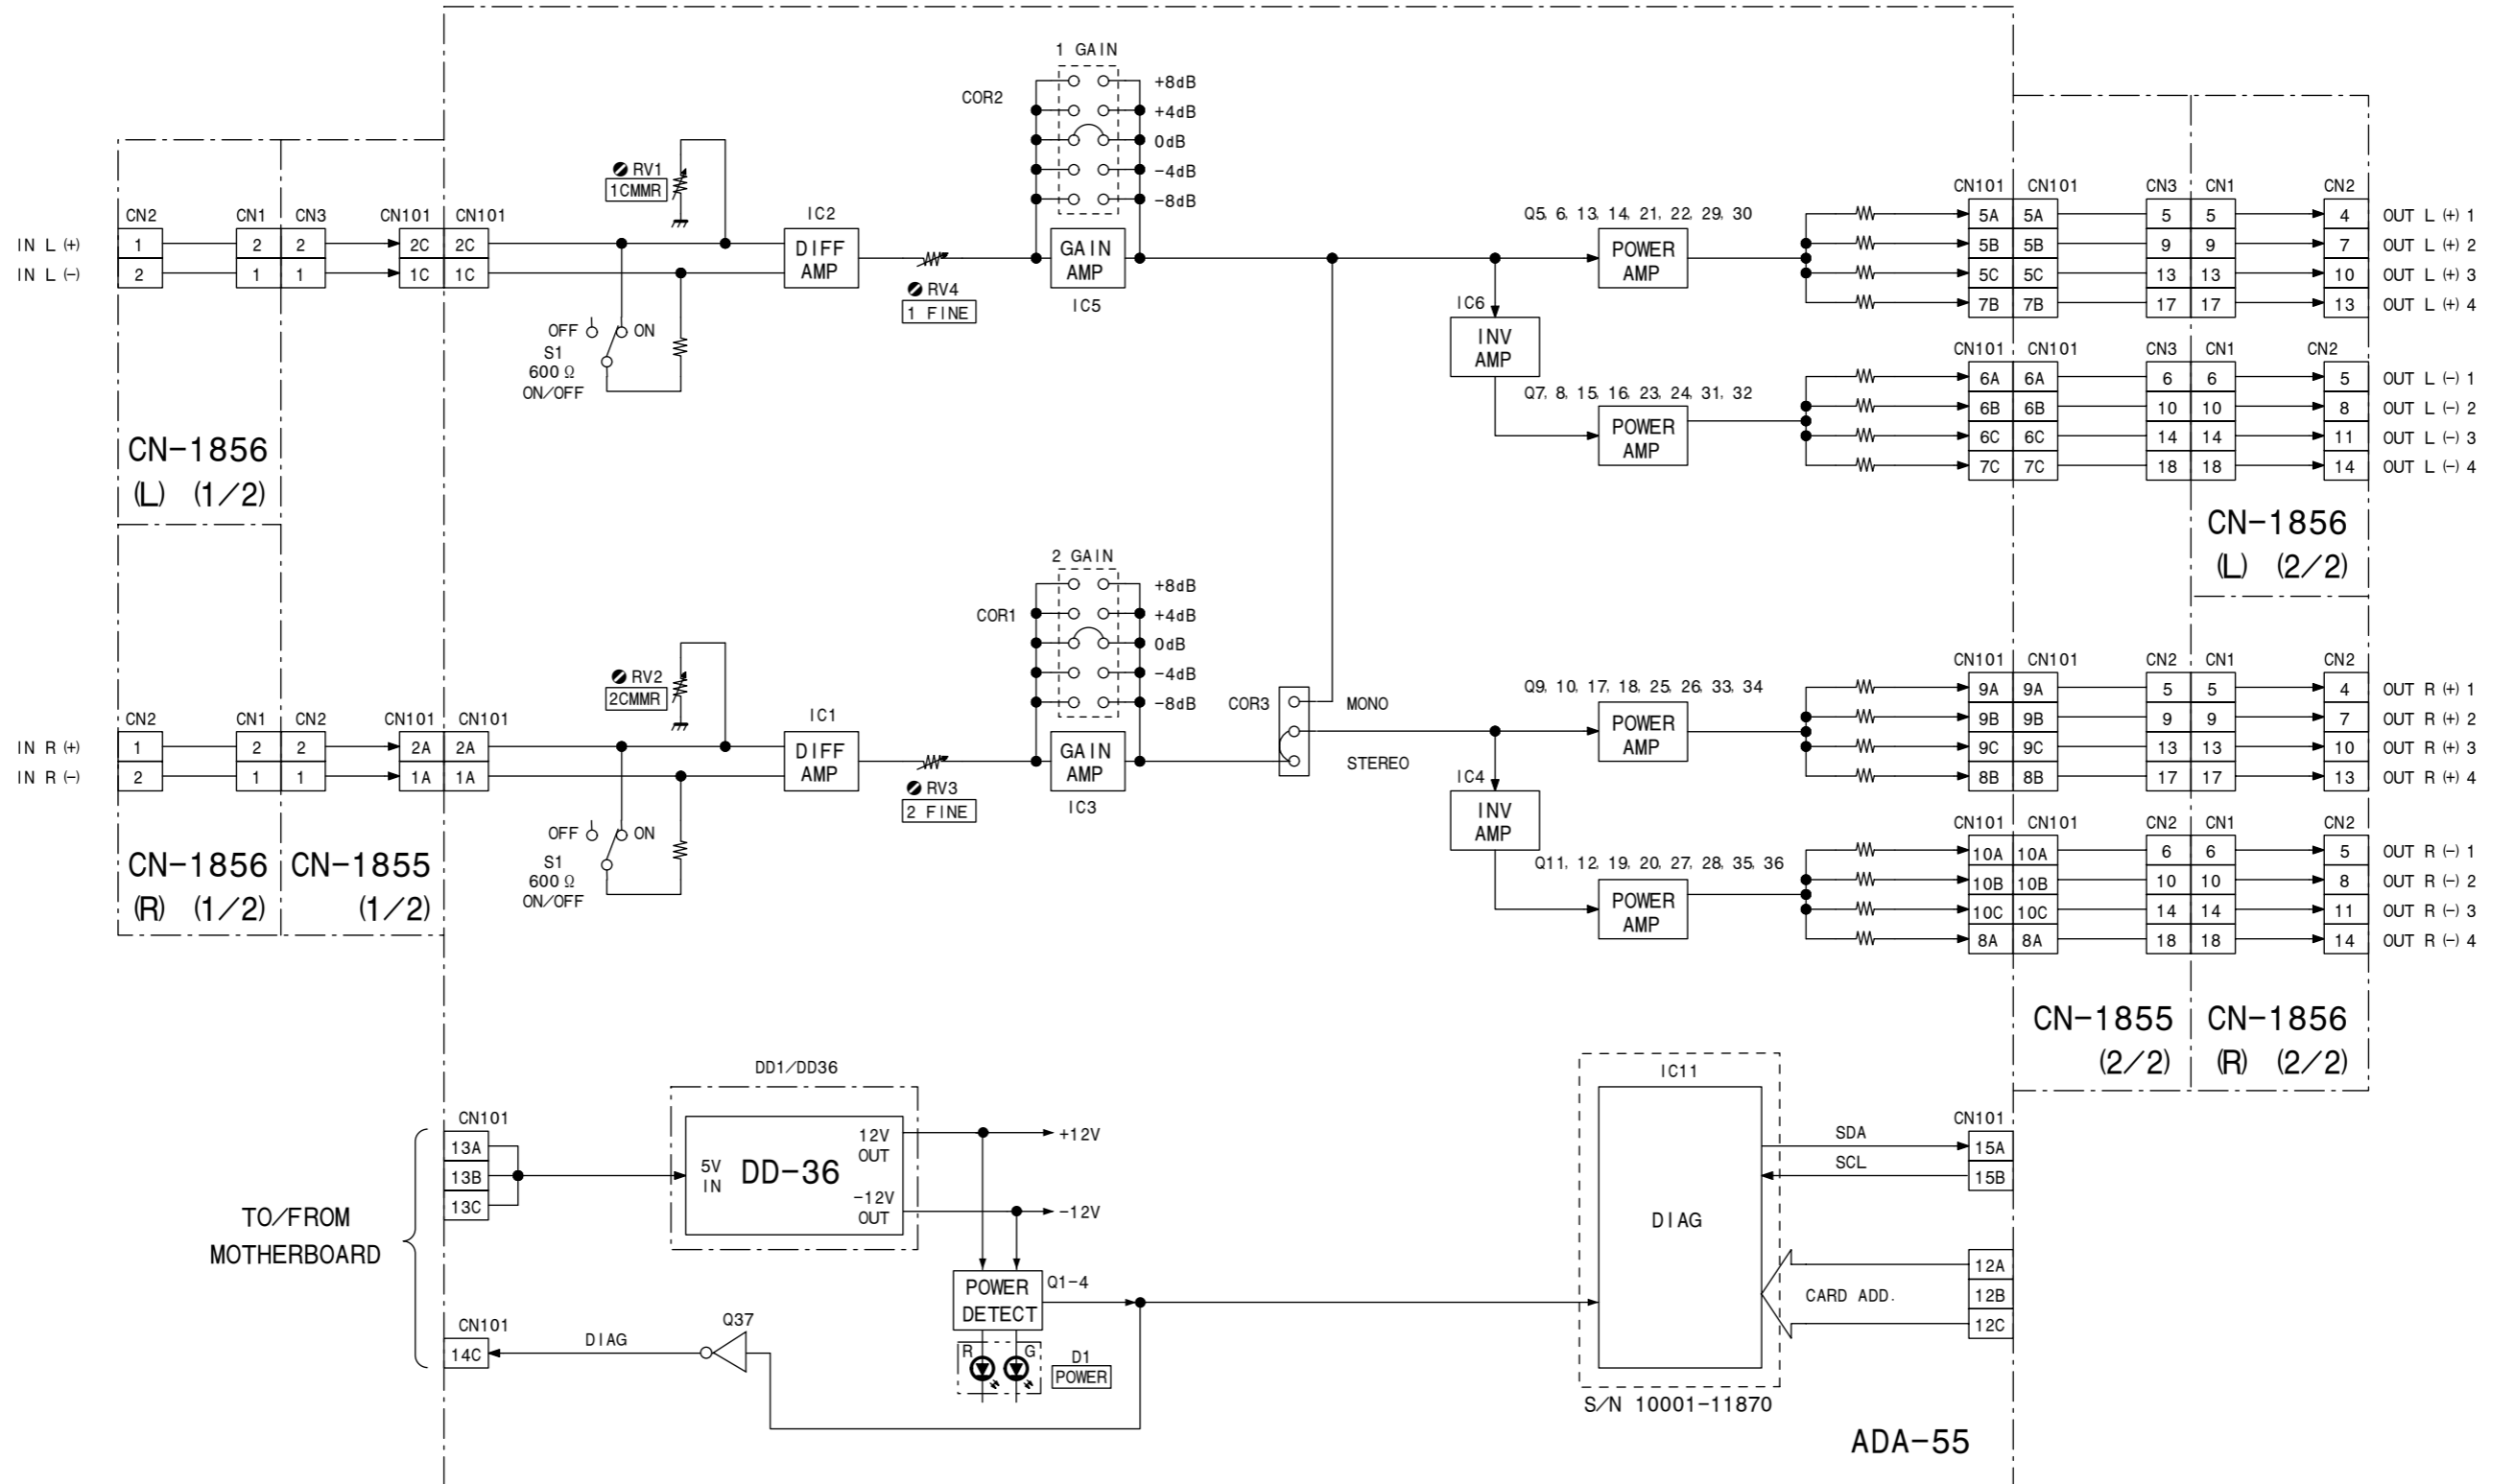 1 GAIN
COR2
+8dB
+4dB
0dB
-4dB
-8dB
RV1
1CMMR
CN2 CN1 CN3 CN101 CN101
IN L (+) 1 2 2 2C 2C
IN L (-) 2 1 1 1C 1C
IC2
DIFF
AMP
RV4
1 FINE
GAIN
AMP
IC5
OFF ON
S1
600 Ω
ON/OFF
CN-1856
(L) (1/2)
Q5, 6, 13, 14, 21, 22, 29, 30
POWER
AMP
IC6
INV
AMP
Q7, 8, 15, 16, 23, 24, 31, 32
POWER
AMP
CN101 CN101 CN3 CN1 CN2
5A 5A 5 5 4 OUT L (+) 1
5B 5B 9 9 7 OUT L (+) 2
5C 5C 13 13 10 OUT L (+) 3
7B 7B 17 17 13 OUT L (+) 4
CN101 CN101 CN3 CN1 CN2
6A 6A 6 6 5 OUT L (-) 1
6B 6B 10 10 8 OUT L (-) 2
6C 6C 14 14 11 OUT L (-) 3
7C 7C 18 18 14 OUT L (-) 4
CN-1856
(L) (2/2)
2 GAIN
COR1
+8dB
+4dB
0dB
-4dB
-8dB
RV2
2CMMR
CN2 CN1 CN2 CN101 CN101
IN R (+) 1 2 2 2A 2A
IN R (-) 2 1 1 1A 1A
IC1
DIFF
AMP
RV3
2 FINE
GAIN
AMP
IC3
COR3
MONO
STEREO
OFF ON
S1
600 Ω
ON/OFF
CN-1856
(R) (1/2)
CN-1855
(1/2)
Q9, 10, 17, 18, 25, 26, 33, 34
POWER
AMP
IC4
INV
AMP
Q11, 12, 19, 20, 27, 28, 35, 36
POWER
AMP
CN101 CN101 CN2 CN1 CN2
9A 9A 5 5 4 OUT R (+) 1
9B 9B 9 9 7 OUT R (+) 2
9C 9C 13 13 10 OUT R (+) 3
8B 8B 17 17 13 OUT R (+) 4
CN101 CN101 CN2 CN1 CN2
10A 10A 6 6 5 OUT R (-) 1
10B 10B 10 10 8 OUT R (-) 2
10C 10C 14 14 11 OUT R (-) 3
8A 8A 18 18 14 OUT R (-) 4
CN-1855
(2/2)
CN-1856
(R) (2/2)
TO/FROM
MOTHERBOARD
CN101
13A
13B
13C
DD1/DD36
5V
IN
DD-36
12V
OUT
-12V
OUT
+12V
-12V
POWER
DETECT
Q1-4
R G
D1
POWER
CN101
14C
DIAG
Q37
IC11
DIAG
S/N 10001-11870
SDA
SCL
CARD ADD.
CN101
15A
15B
12A
12B
12C
ADA-55